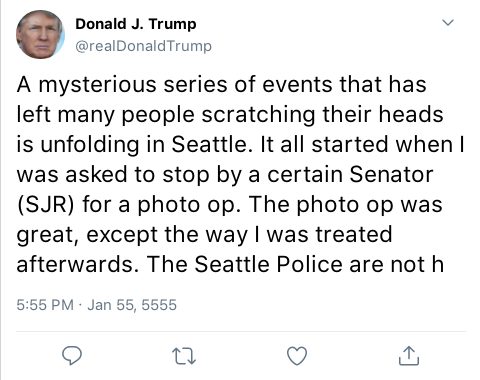 Donald J. Trump
@realDonaldTrump
A mysterious series of events that has
left many people scratching their heads
is unfolding in Seattle. It all started when I
was asked to stop by a certain Senator
(SJR) for a photo op. The photo op was
great, except the way I was treated
afterwards. The Seattle Police are not h
5:55 PM · Jan 55, 5555